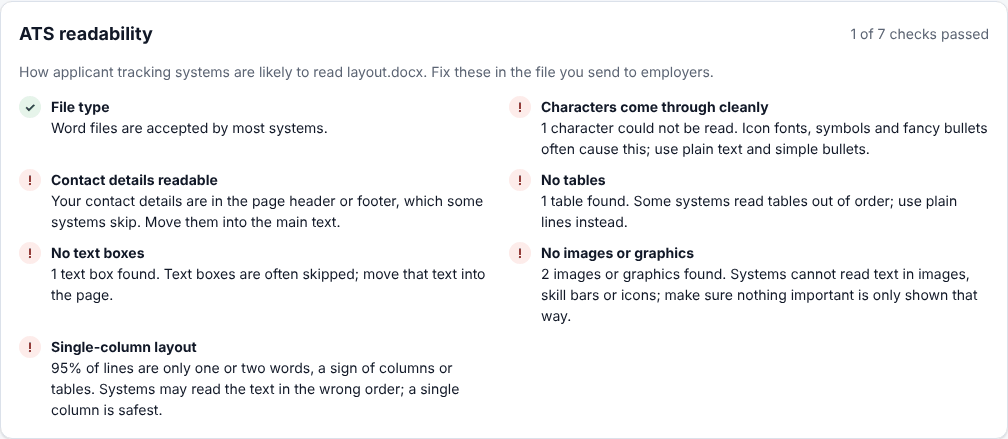 ATS readability
1 of 7 checks passed
How applicant tracking systems are likely to read layout.docx. Fix these in the file you send to employers.
File type
Word files are accepted by most systems.
Characters come through cleanly
1 character could not be read. Icon fonts, symbols and fancy bullets
often cause this; use plain text and simple bullets.
Contact details readable
Your contact details are in the page header or footer, which some
systems skip. Move them into the main text.
No tables
1 table found. Some systems read tables out of order; use plain
lines instead.
No text boxes
1 text box found. Text boxes are often skipped; move that text into
the page.
No images or graphics
2 images or graphics found. Systems cannot read text in images,
skill bars or icons; make sure nothing important is only shown that
way.
Single-column layout
95% of lines are only one or two words, a sign of columns or
tables. Systems may read the text in the wrong order; a single
column is safest.